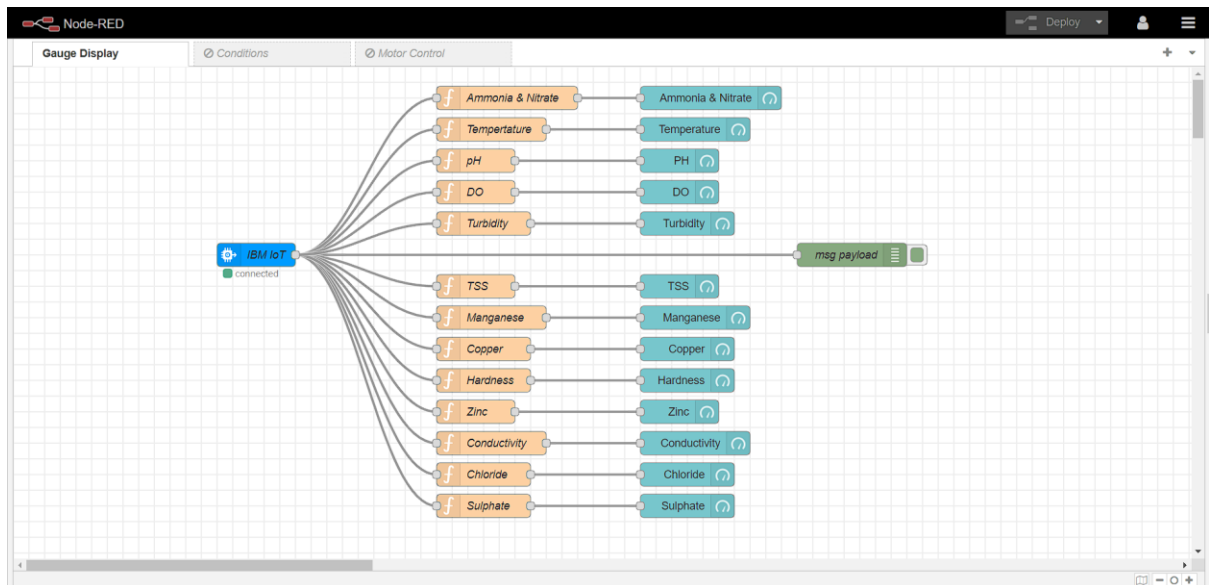 Node-RED
Deploy
Gauge Display
Conditions
Motor Control
Ammonia & Nitrate Ammonla & Nitrate
Tempertature Temperature
pH PH
DO DO
Turbidity Turbidity
IBM IoT msg payload
connected
TSS TSS
Manganese Manganese
Copper Copper
Hardness Hardness
Zinc Zinc
Conductivity Conductivity
Chloride Chloride
Sulphate Sulphate